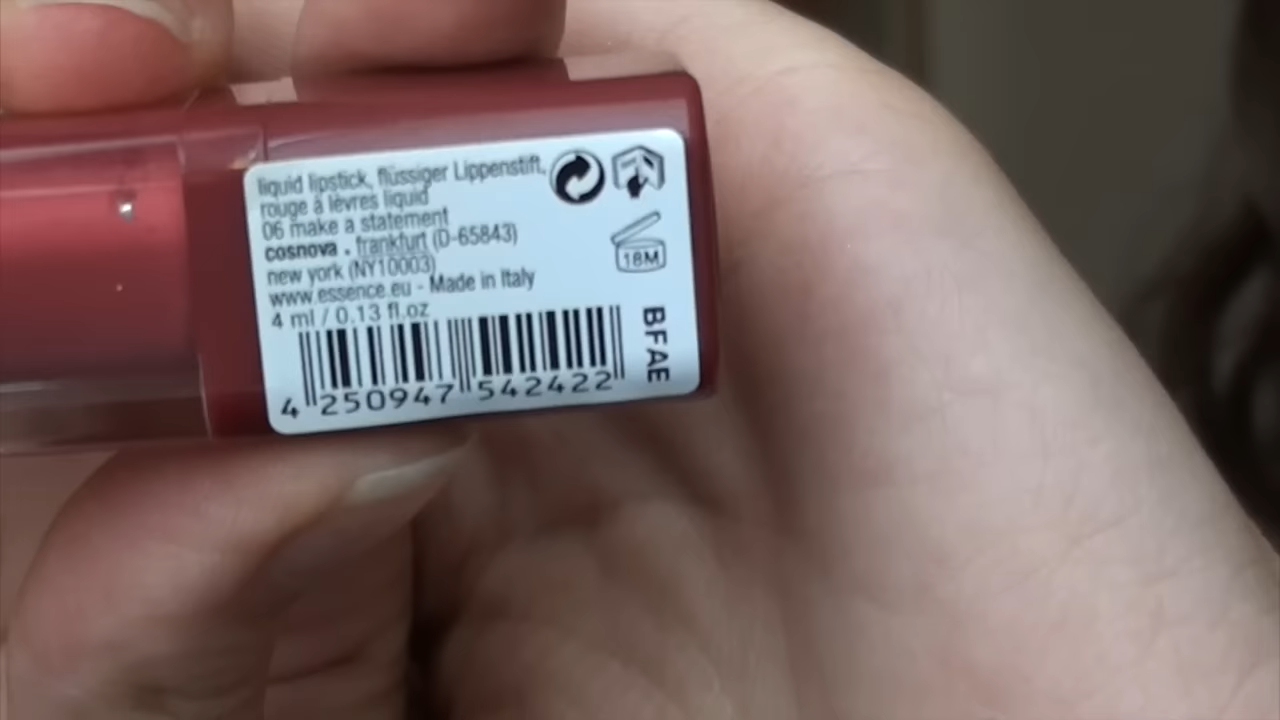 liquid lipstick, flüssiger Lippenstift,
rouge à lèvres liquid
06 make a statement
cosnova . frankfurt (D-65843)
new york (NY10003)
www.essence.eu - Made in Italy
4 ml / 0.13 fl.oz
18M
BFAE
4 250947 542422